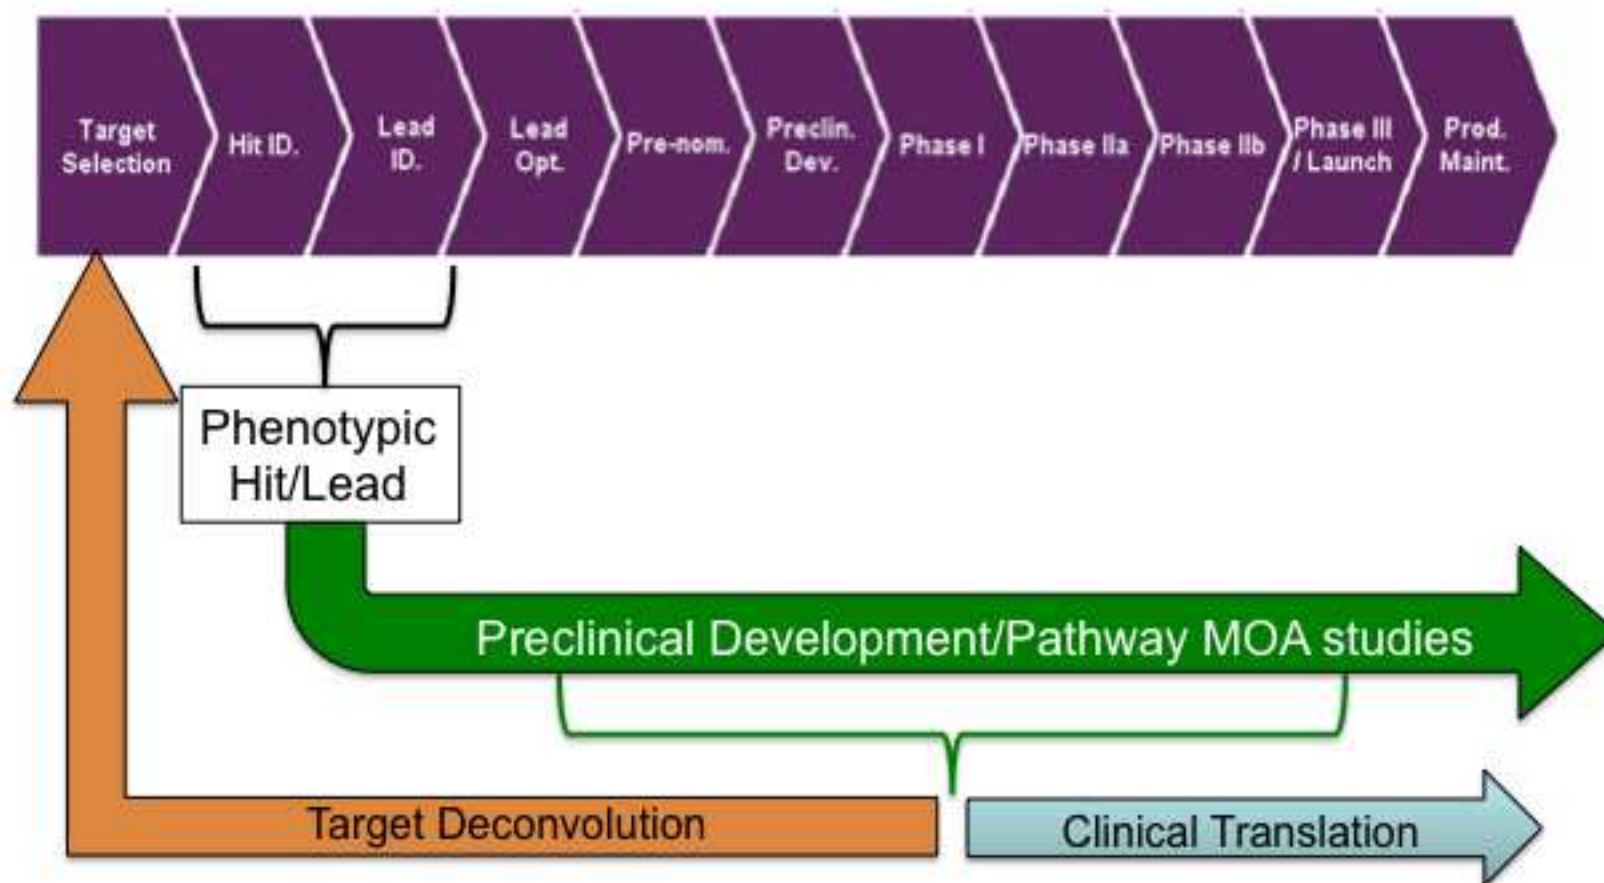 Target
Selection
Hit ID.
Lead
ID.
Lead
Opt.
Pre-nom.
Preclin.
Dev.
Phase I
Phase IIa
Phase IIb
Phase III
/ Launch
Prod.
Maint.
Phenotypic
Hit/Lead
Preclinical Development/Pathway MOA studies
Target Deconvolution
Clinical Translation